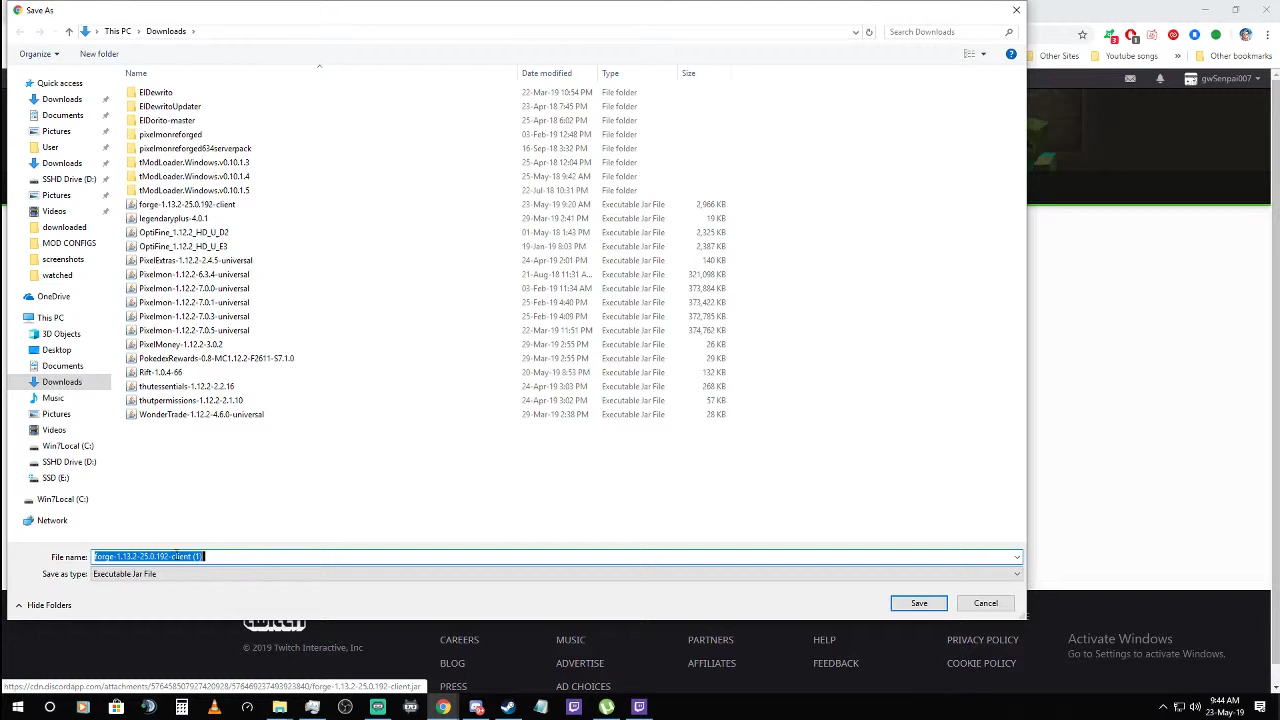 Save As
This PC
Downloads
Search Downloads
Organize
New folder
Other Sites
Youtube songs
»
Other bookmarks
gwSenpai007
Name
Date modified
Type
Size
ElDewrito 22-Mar-19 10:54 PM File folder
ElDewritoUpdater 23-Apr-18 7:45 PM File folder
ElDorito-master 25-Apr-18 6:02 PM File folder
pixelmonreforged 03-Feb-19 12:48 PM File folder
pixelmonreforged634serverpack 16-Sep-18 3:32 PM File folder
tModLoader.Windows.v0.10.1.3 25-Apr-18 12:04 PM File folder
tModLoader.Windows.v0.10.1.4 25-May-18 9:42 AM File folder
tModLoader.Windows.v0.10.1.5 22-Jul-18 10:31 PM File folder
forge-1.13.2-25.0.192-client 23-May-19 9:20 AM Executable Jar File 2,966 KB
legendaryplus-4.0.1 29-Mar-19 2:41 PM Executable Jar File 19 KB
OptiFine_1.12.2_HD_U_D2 01-May-18 1:43 PM Executable Jar File 2,325 KB
OptiFine_1.12.2_HD_U_E3 19-Jan-19 8:03 PM Executable Jar File 2,387 KB
PixelExtras-1.12.2-2.4.5-universal 24-Apr-19 2:01 PM Executable Jar File 140 KB
Pixelmon-1.12.2-6.3.4-universal 21-Aug-18 11:31 A... Executable Jar File 321,098 KB
Pixelmon-1.12.2-7.0.0-universal 03-Feb-19 11:34 AM Executable Jar File 373,884 KB
Pixelmon-1.12.2-7.0.1-universal 25-Feb-19 4:40 PM Executable Jar File 373,422 KB
Pixelmon-1.12.2-7.0.3-universal 25-Feb-19 4:09 PM Executable Jar File 372,785 KB
Pixelmon-1.12.2-7.0.5-universal 22-Mar-19 11:51 PM Executable Jar File 374,762 KB
PixelMoney-1.12.2-3.0.2 29-Mar-19 2:55 PM Executable Jar File 26 KB
PokedexRewards-0.8-MC1.12.2-F2611-S7.1.0 29-Mar-19 2:55 PM Executable Jar File 29 KB
Rift-1.0.4-66 20-May-19 8:53 PM Executable Jar File 132 KB
thutessentials-1.12.2-2.2.16 24-Apr-19 3:03 PM Executable Jar File 268 KB
thutpermissions-1.12.2-2.1.10 24-Apr-19 3:02 PM Executable Jar File 57 KB
WonderTrade-1.12.2-4.6.0-universal 29-Mar-19 2:38 PM Executable Jar File 28 KB
Quick access
Downloads
Documents
Pictures
User
Downloads
SSHD Drive (D:)
Pictures
Videos
downloaded
MOD CONFIGS
screenshots
watched
OneDrive
This PC
3D Objects
Desktop
Documents
Downloads
Music
Pictures
Videos
Win7Local (C:)
SSHD Drive (D:)
SSD (E:)
Win7Local (C:)
Network
File name: forge-1.13.2-25.0.192-client (1)
Save as type: Executable Jar File
Hide Folders
Save
Cancel
twitch
© 2019 Twitch Interactive, Inc
CAREERS MUSIC PARTNERS HELP PRIVACY POLICY
BLOG ADVERTISE AFFILIATES FEEDBACK COOKIE POLICY
PRESS AD CHOICES
Activate Windows
Go to Settings to activate Windows.
https://cdn.discordapp.com/attachments/576458507927420928/576469237493923840/forge-1.13.2-25.0.192-client.jar
9:44 AM
23-May-19